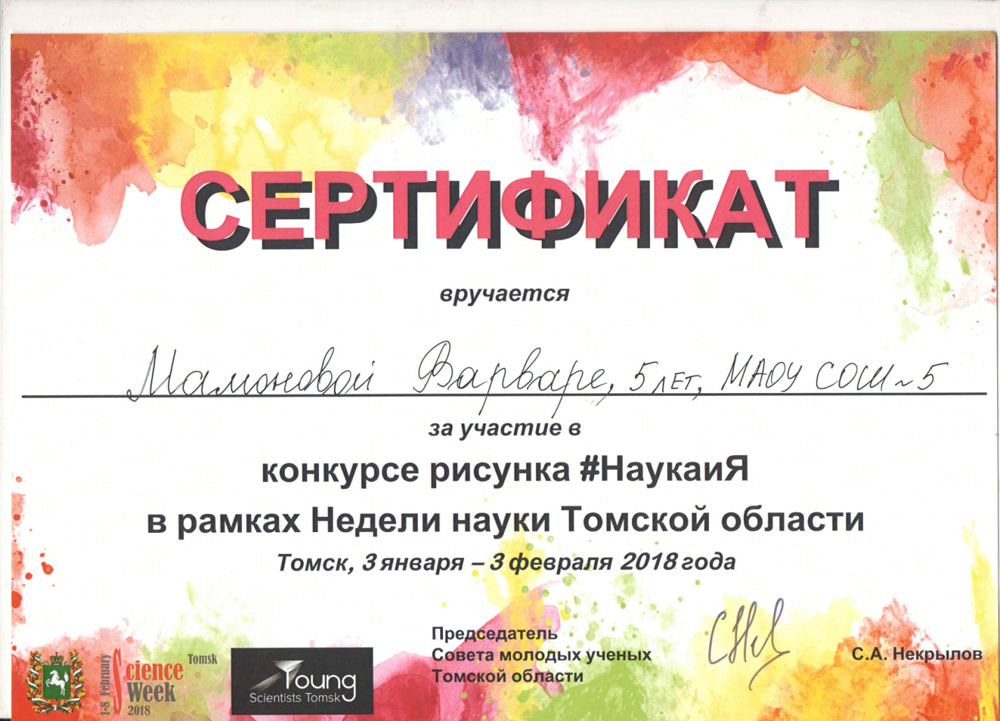 СЕРТИФИКАТ
вручается
Мамоновой Варваре, 5 лет, МАОУ СОШ ~ 5
за участие в
конкурсе рисунка #НаукаиЯ
в рамках Недели науки Томской области
Томск, 3 января – 3 февраля 2018 года
Председатель
Совета молодых ученых
Томской области
С.А. Некрылов
1-8 February
Science
Week
2018
Tomsk
Young
Scientists Tomsk